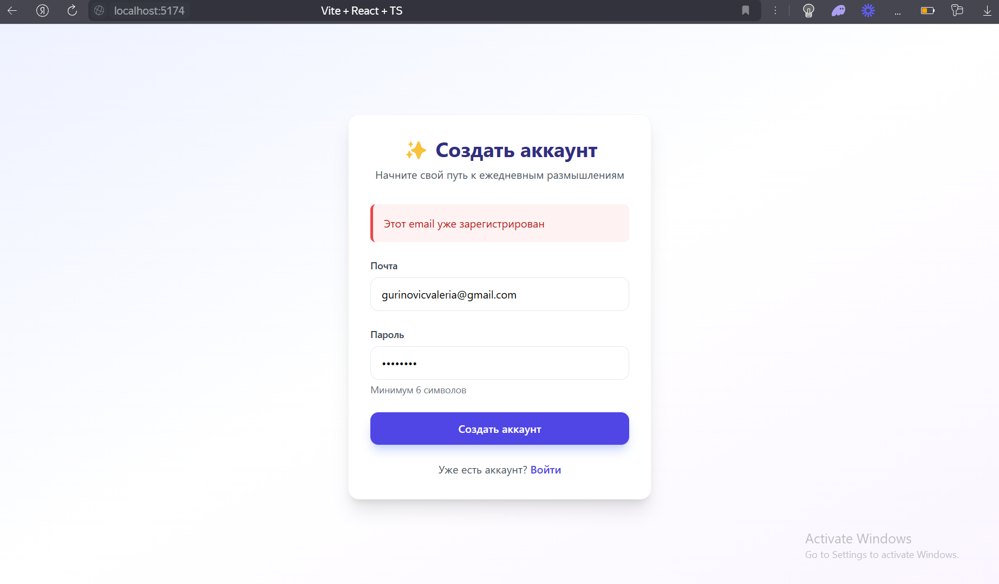 Я
localhost:5174
Vite + React + TS
✨ Создать аккаунт
Начните свой путь к ежедневным размышлениям
Этот email уже зарегистрирован
Почта
gurinovicvaleria@gmail.com
Пароль
••••••••
Минимум 6 символов
Создать аккаунт
Уже есть аккаунт? Войти
Activate Windows
Go to Settings to activate Windows.